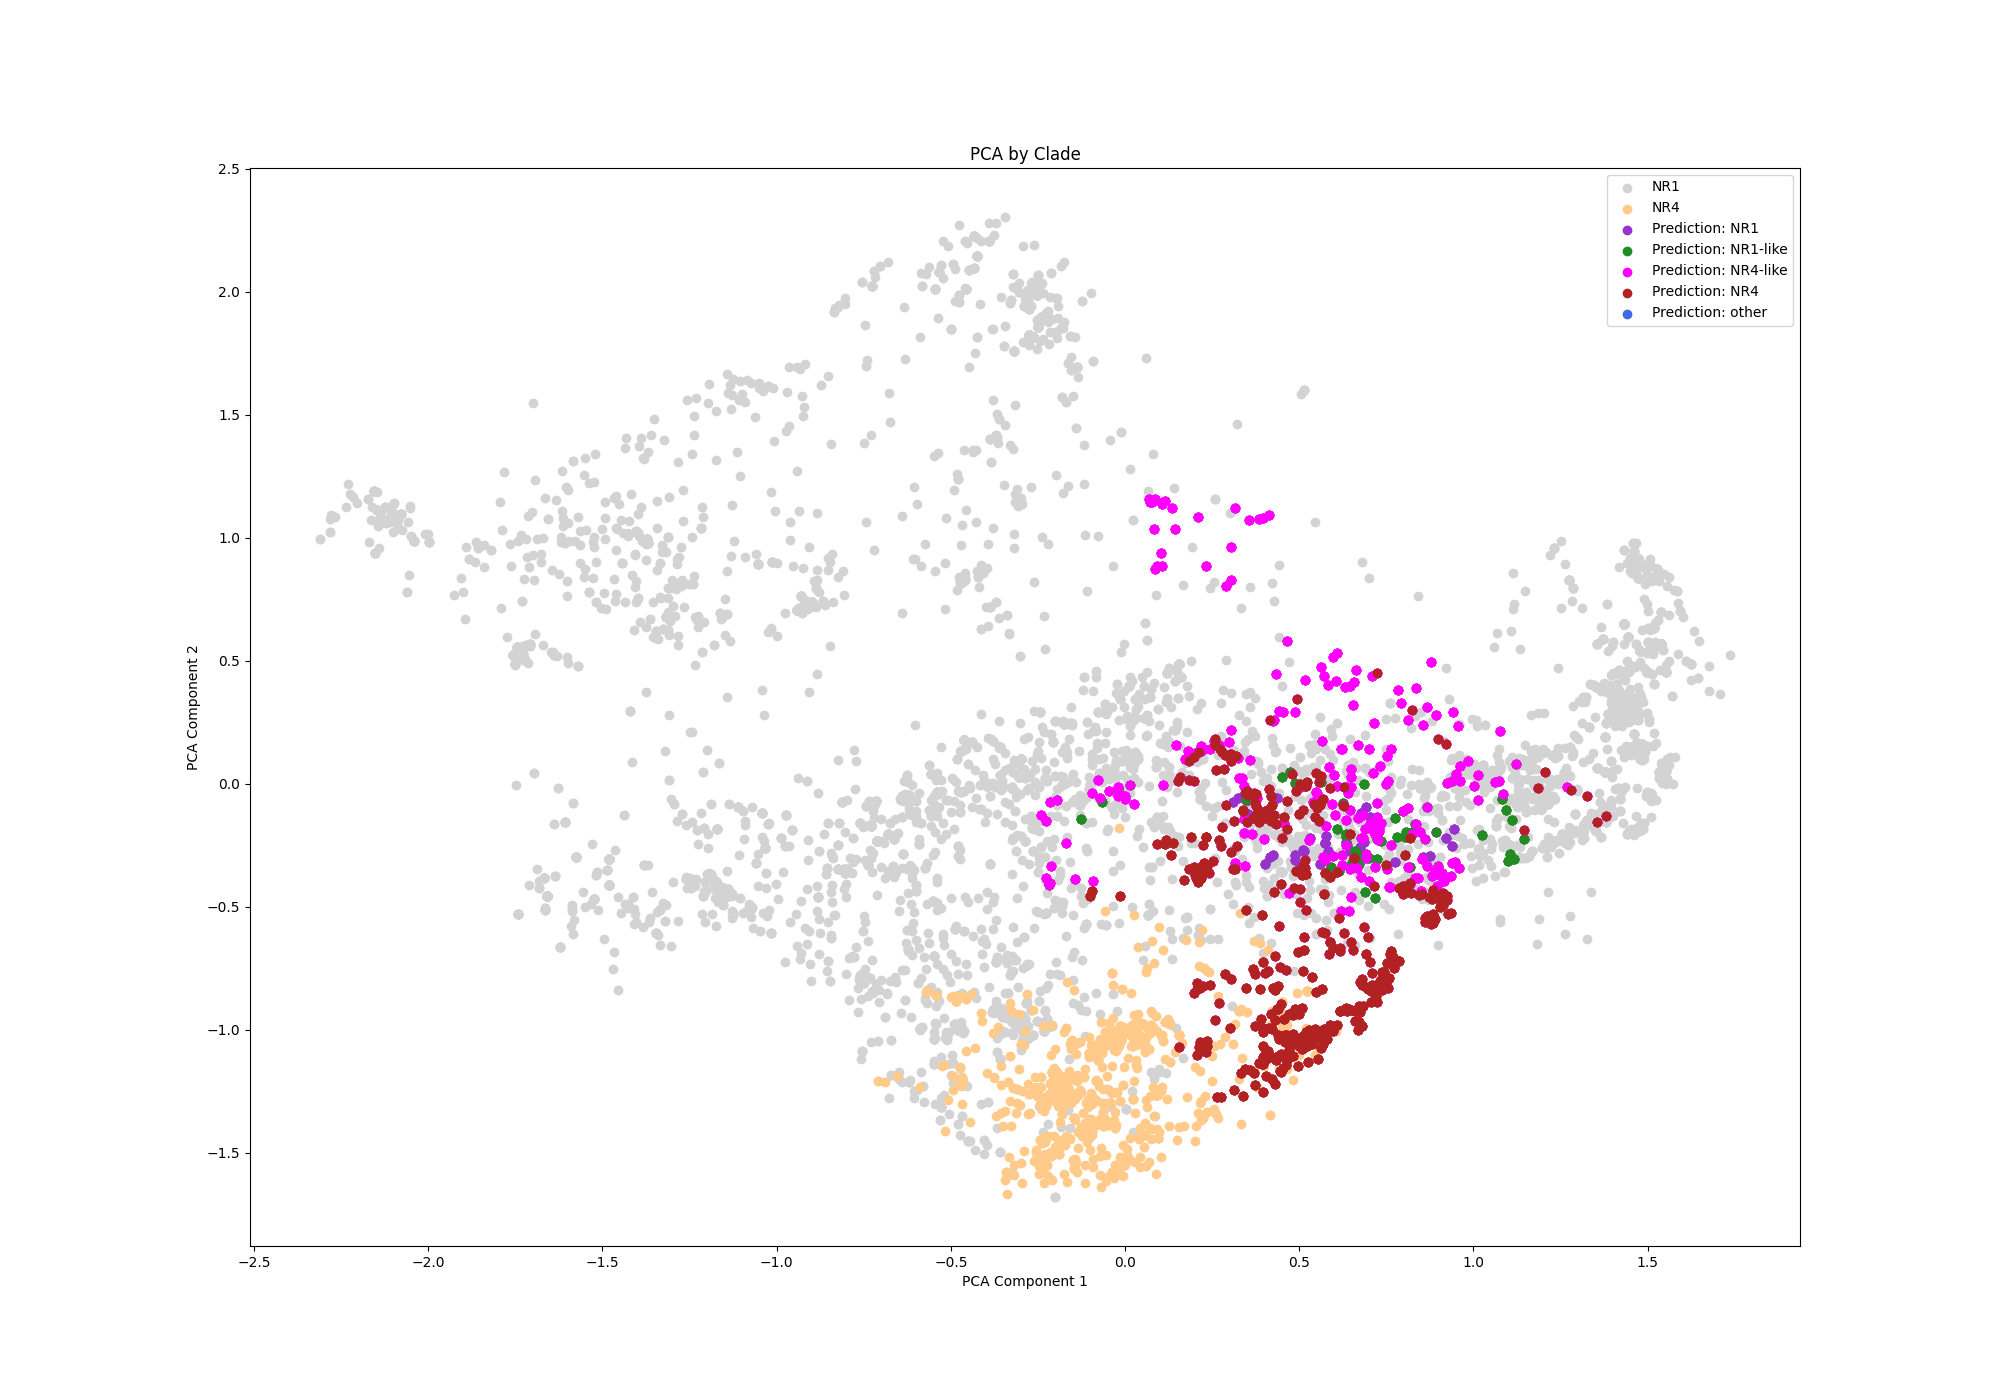 PCA by Clade
2.5
2.0
1.5
1.0
0.5
0.0
−0.5
−1.0
−1.5
PCA Component 2
NR1
NR4
Prediction: NR1
Prediction: NR1-like
Prediction: NR4-like
Prediction: NR4
Prediction: other
−2.5 −2.0 −1.5 −1.0 −0.5 0.0 0.5 1.0 1.5
PCA Component 1